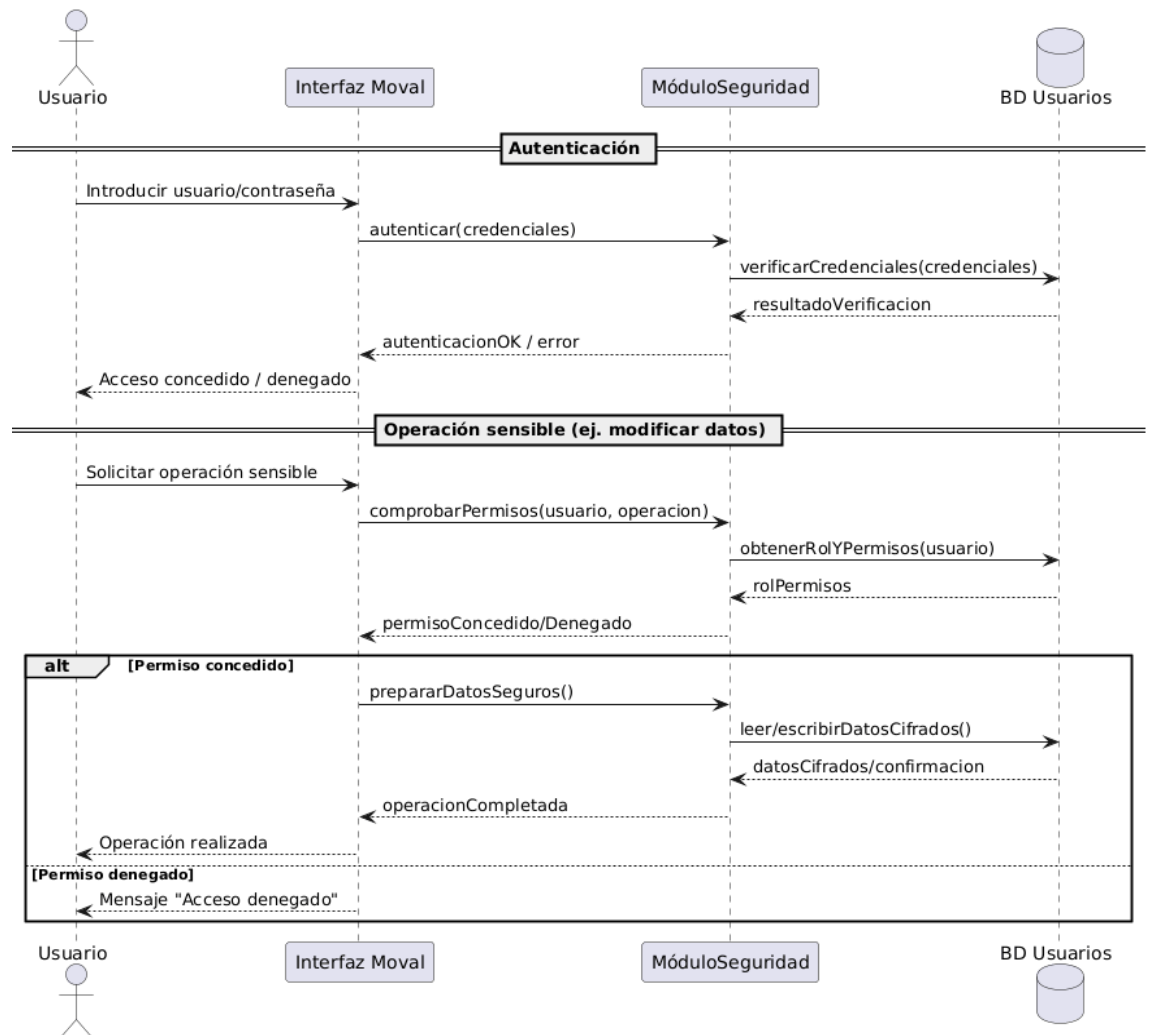 Usuario
Interfaz Moval
MóduloSeguridad
BD Usuarios
Autenticación
Introducir usuario/contraseña
autenticar(credenciales)
verificarCredenciales(credenciales)
resultadoVerificacion
autenticacionOK / error
Acceso concedido / denegado
Operación sensible (ej. modificar datos)
Solicitar operación sensible
comprobarPermisos(usuario, operacion)
obtenerRolYPermisos(usuario)
rolPermisos
permisoConcedido/Denegado
alt [Permiso concedido]
prepararDatosSeguros()
leer/escribirDatosCifrados()
datosCifrados/confirmacion
operacionCompletada
Operación realizada
[Permiso denegado]
Mensaje "Acceso denegado"
Usuario
Interfaz Moval
MóduloSeguridad
BD Usuarios